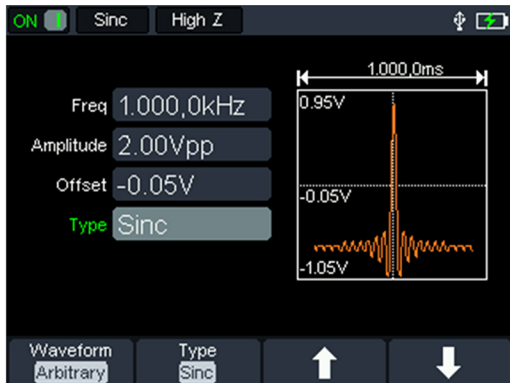 ON Sinc High Z
1.000,0ms
Freq 1.000,0kHz
Amplitude 2.00Vpp
Offset -0.05V
Type Sinc
0.95V
-0.05V
-1.05V
Waveform Type
Arbitrary Sinc